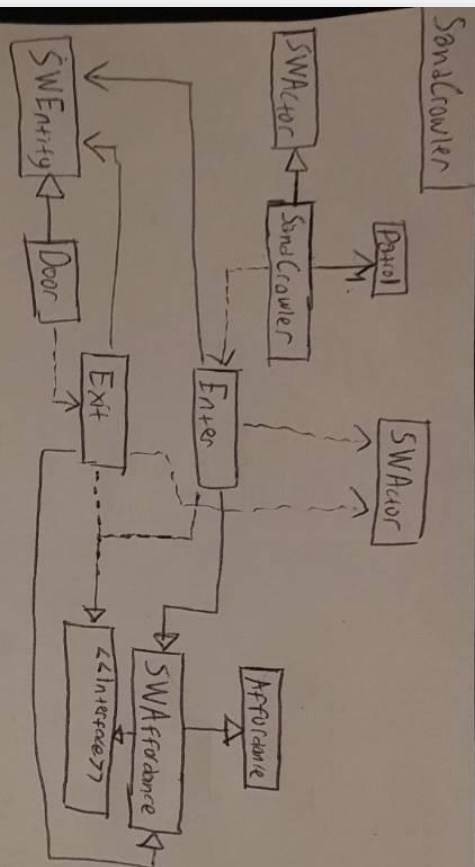 SandCrawler
Patrol
SWActor
SandCrawler
SWActor
Enter
Affordance
SWAffordance
<<Interface>>
Exit
SWEntity
Door